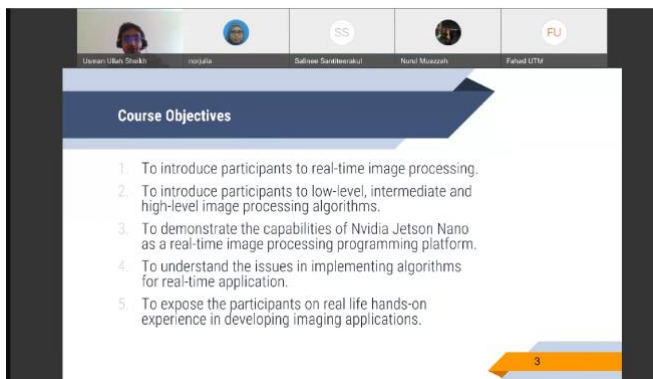 SS
FU
Usman Ullah Sheikh
norjulia
Salinee Santiteerakul
Nurul Muazzah
Fahad UTM
Course Objectives
1. To introduce participants to real-time image processing.
2. To introduce participants to low-level, intermediate and
high-level image processing algorithms.
3. To demonstrate the capabilities of Nvidia Jetson Nano
as a real-time image processing programming platform.
4. To understand the issues in implementing algorithms
for real-time application.
5. To expose the participants on real life hands-on
experience in developing imaging applications.
3